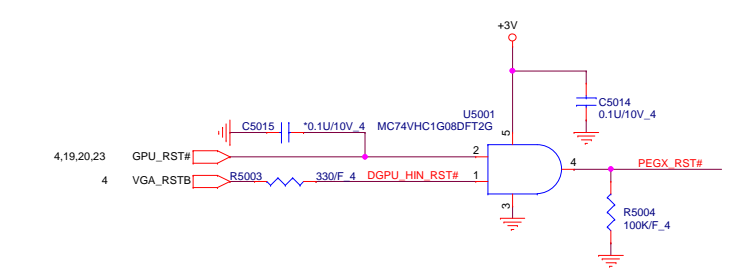 +3V
U5001
C5015 *0.1U/10V_4 MC74VHC1G08DFT2G
C5014
0.1U/10V_4
5
4,19,20,23 GPU_RST# 2
4 PEGX_RST#
4 VGA_RSTB R5003 330/F_4 DGPU_HIN_RST# 1
3
R5004
100K/F_4